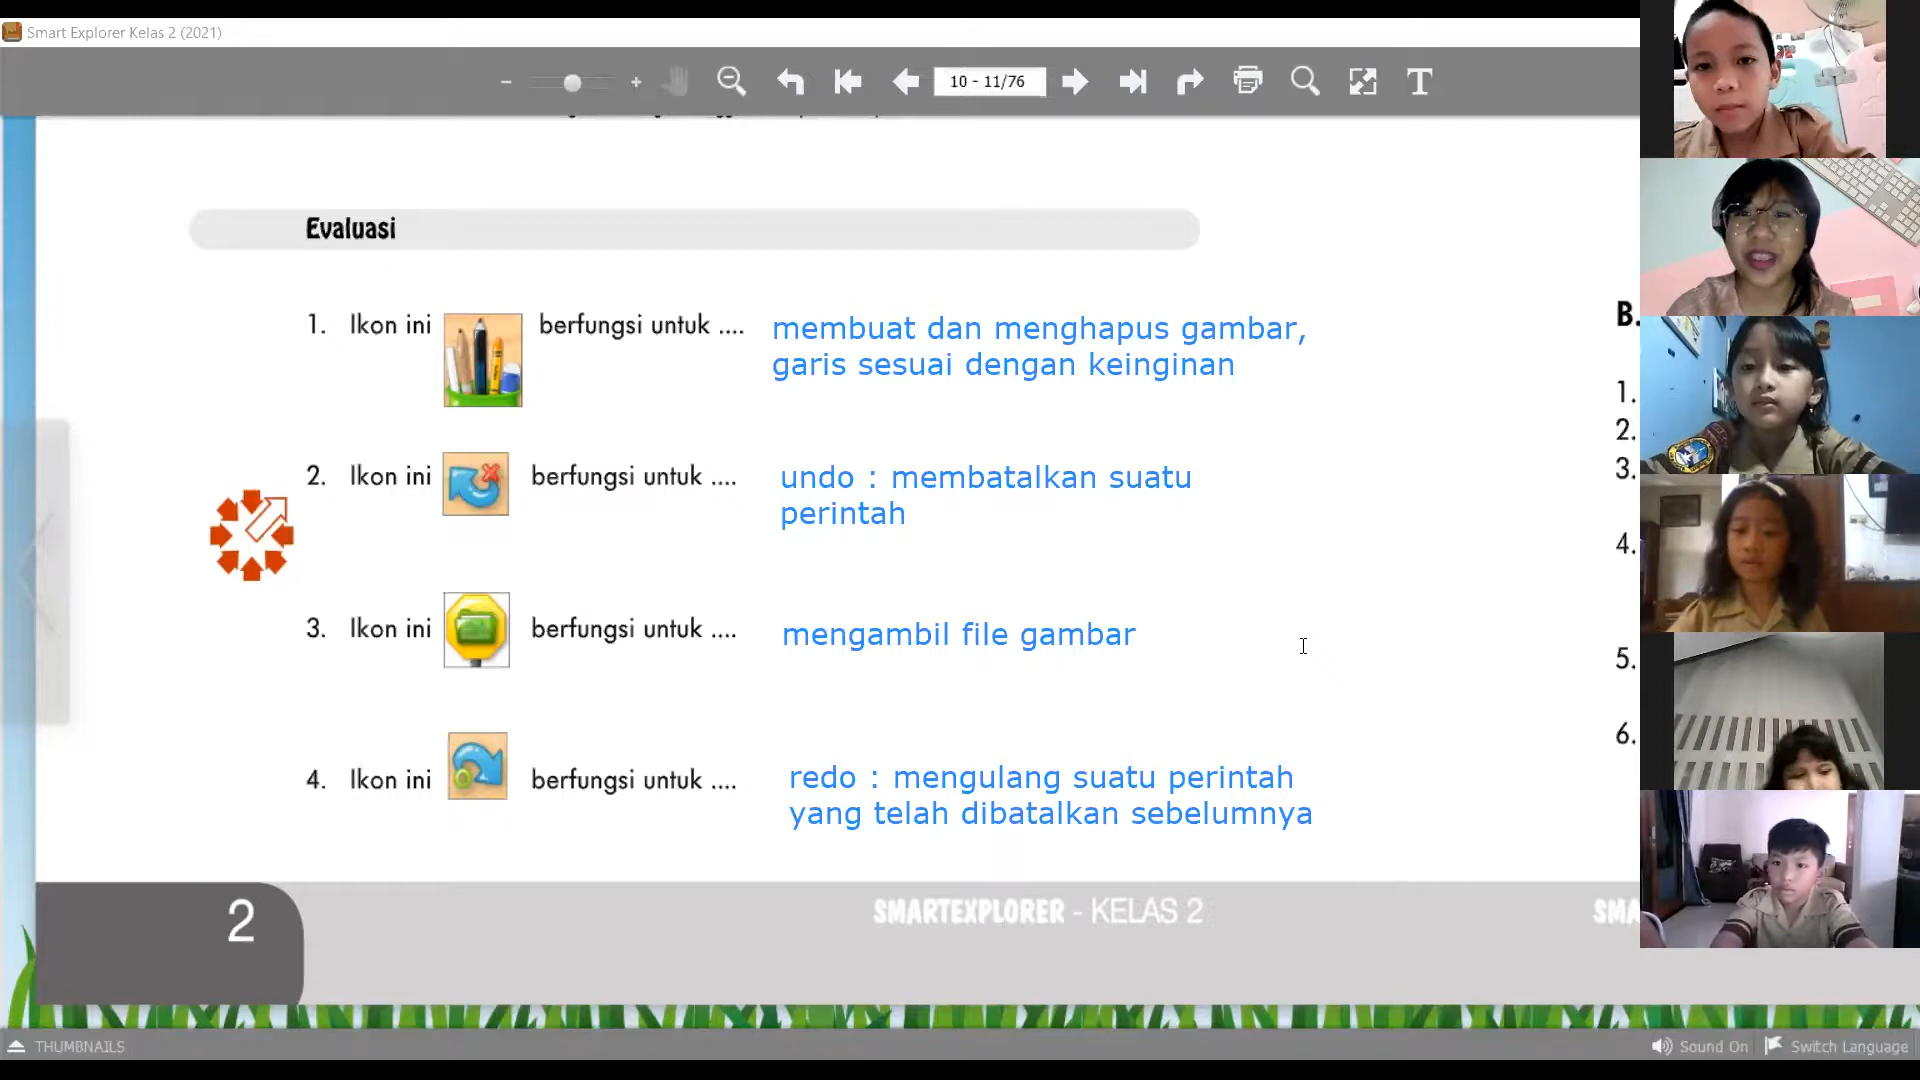 Smart Explorer Kelas 2 (2021)
10 - 11/76
Evaluasi
1. Ikon ini berfungsi untuk ....
membuat dan menghapus gambar,
garis sesuai dengan keinginan
2. Ikon ini berfungsi untuk ....
undo : membatalkan suatu
perintah
3. Ikon ini berfungsi untuk ....
mengambil file gambar
4. Ikon ini berfungsi untuk ....
redo : mengulang suatu perintah
yang telah dibatalkan sebelumnya
B.
1.
2.
3.
4.
5.
6.
2
SMARTEXPLORER - KELAS 2
SMA
THUMBNAILS
Sound On
Switch Language